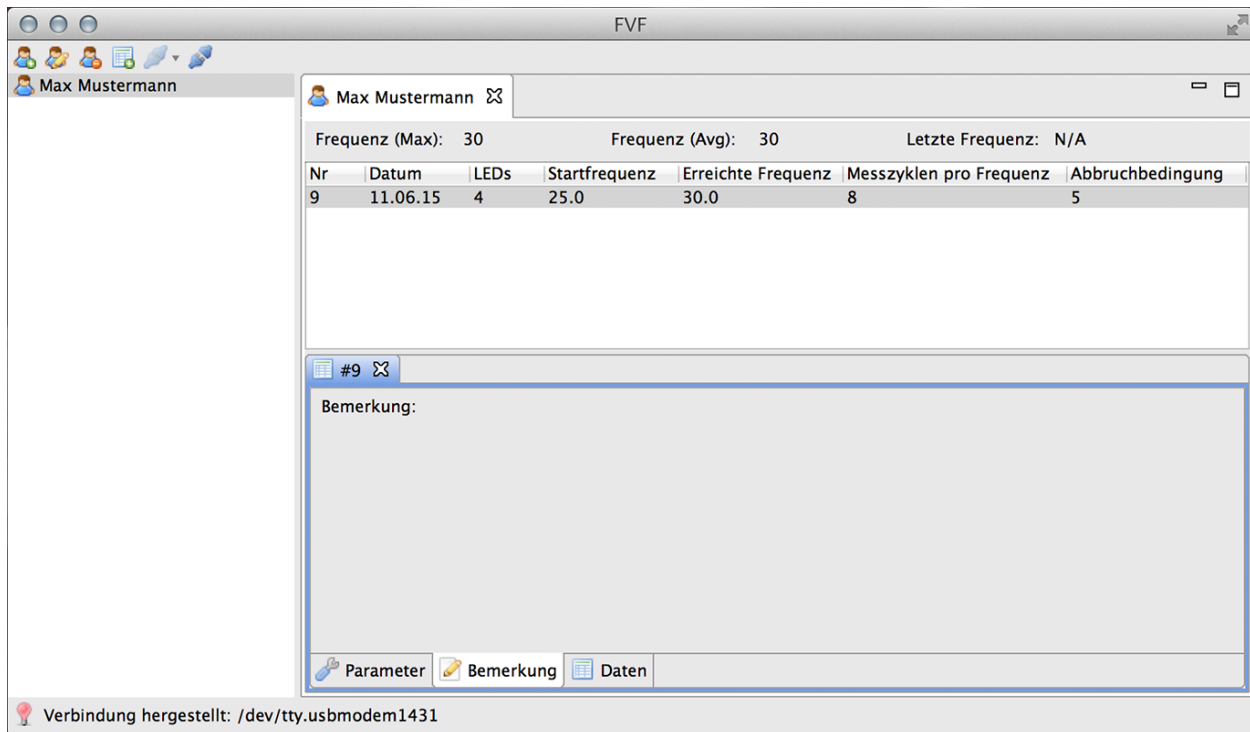 FVF
Max Mustermann
Max Mustermann
Frequenz (Max): 30 Frequenz (Avg): 30 Letzte Frequenz: N/A
Nr Datum LEDs Startfrequenz Erreichte Frequenz Messzyklen pro Frequenz Abbruchbedingung
9 11.06.15 4 25.0 30.0 8 5
#9
Bemerkung:
Parameter Bemerkung Daten
Verbindung hergestellt: /dev/tty.usbmodem1431